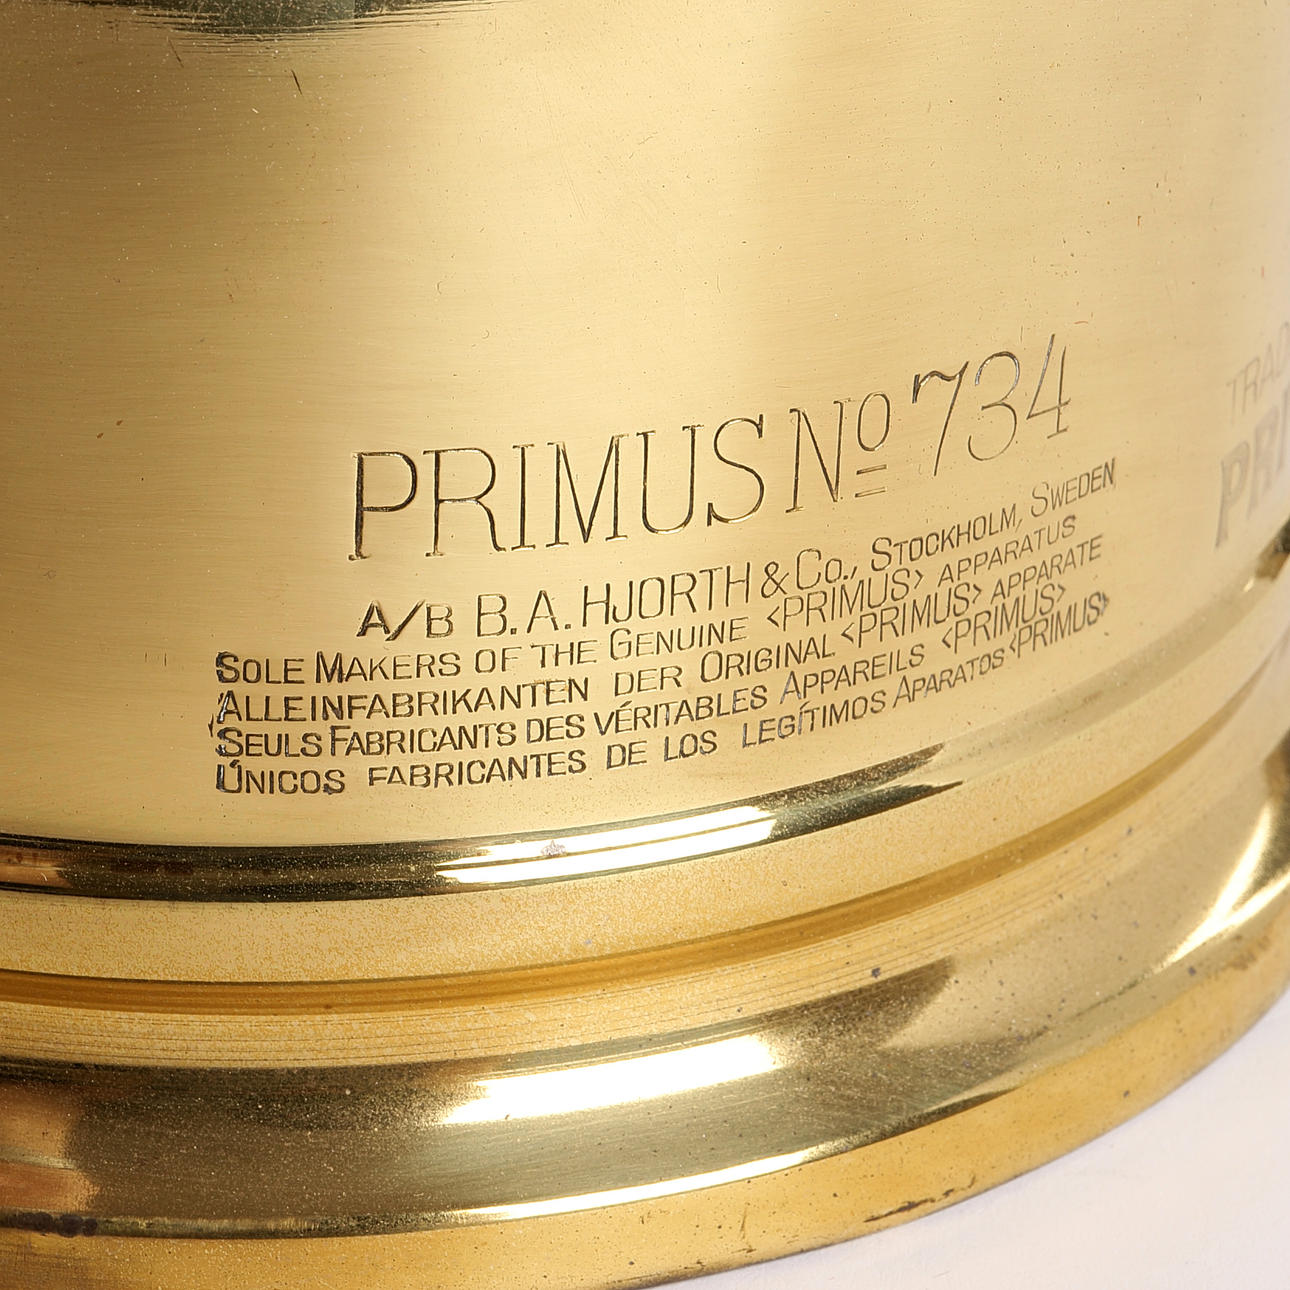 PRIMUS Nº 734
A/B B.A. HJORTH & Co., STOCKHOLM, SWEDEN
SOLE MAKERS OF THE GENUINE <PRIMUS> APPARATUS
ALLEINFABRIKANTEN DER ORIGINAL <PRIMUS> APPARATE
SEULS FABRICANTS DES VÉRITABLES APPAREILS <PRIMUS>
ÚNICOS FABRICANTES DE LOS LEGÍTIMOS APARATOS <PRIMUS>